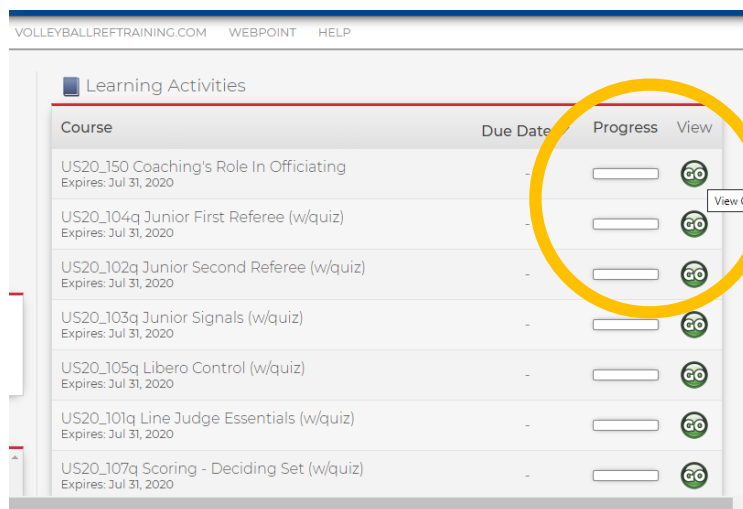 VOLLEYBALLREFTRAINING.COM WEBPOINT HELP
Learning Activities
Course Due Date Progress View
US20_150 Coaching's Role In Officiating - GO
Expires: Jul 31, 2020
View
US20_104q Junior First Referee (w/quiz) - GO
Expires: Jul 31, 2020
US20_102q Junior Second Referee (w/quiz) - GO
Expires: Jul 31, 2020
US20_103q Junior Signals (w/quiz) - GO
Expires: Jul 31, 2020
US20_105q Libero Control (w/quiz) - GO
Expires: Jul 31, 2020
US20_101q Line Judge Essentials (w/quiz) - GO
Expires: Jul 31, 2020
US20_107q Scoring - Deciding Set (w/quiz) - GO
Expires: Jul 31, 2020